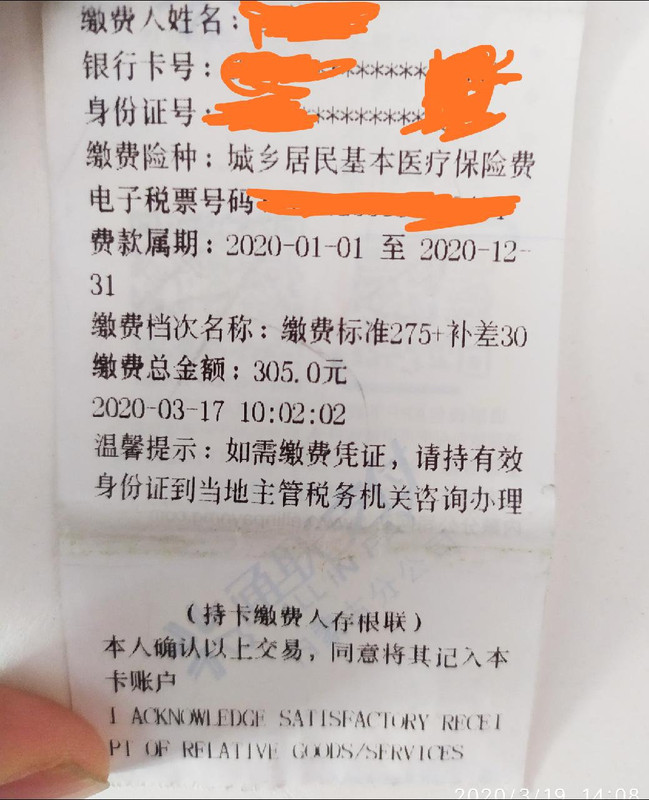 缴费人姓名:
银行卡号: ******
身份证号 ***********
缴费险种: 城乡居民基本医疗保险费
电子税票号码
费款属期: 2020-01-01 至 2020-12-
31
缴费档次名称: 缴费标准275+补差30
缴费总金额: 305.0元
2020-03-17 10:02:02
温馨提示: 如需缴费凭证, 请持有效
身份证到当地主管税务机关咨询办理
(持卡缴费人存根联)
本人确认以上交易, 同意将其记入本
卡账户
I ACKNOWLEDGE SATISFACTORY RECEI
PT OF RELATIVE GOODS/SERVICES
2020/3/19 14:08